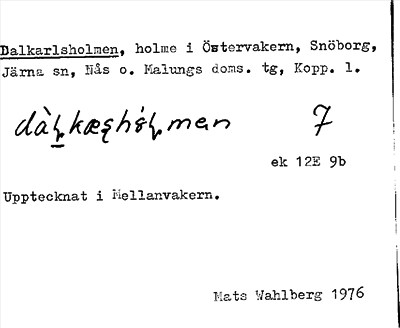 Dalkarlsholmen, holme i Östervakern, Snöborg,
Järna sn, Nås o. Malungs doms. tg, Kopp. l.
7
ek 12E 9b
Upptecknat i Mellanvakern.
Mats Wahlberg 1976